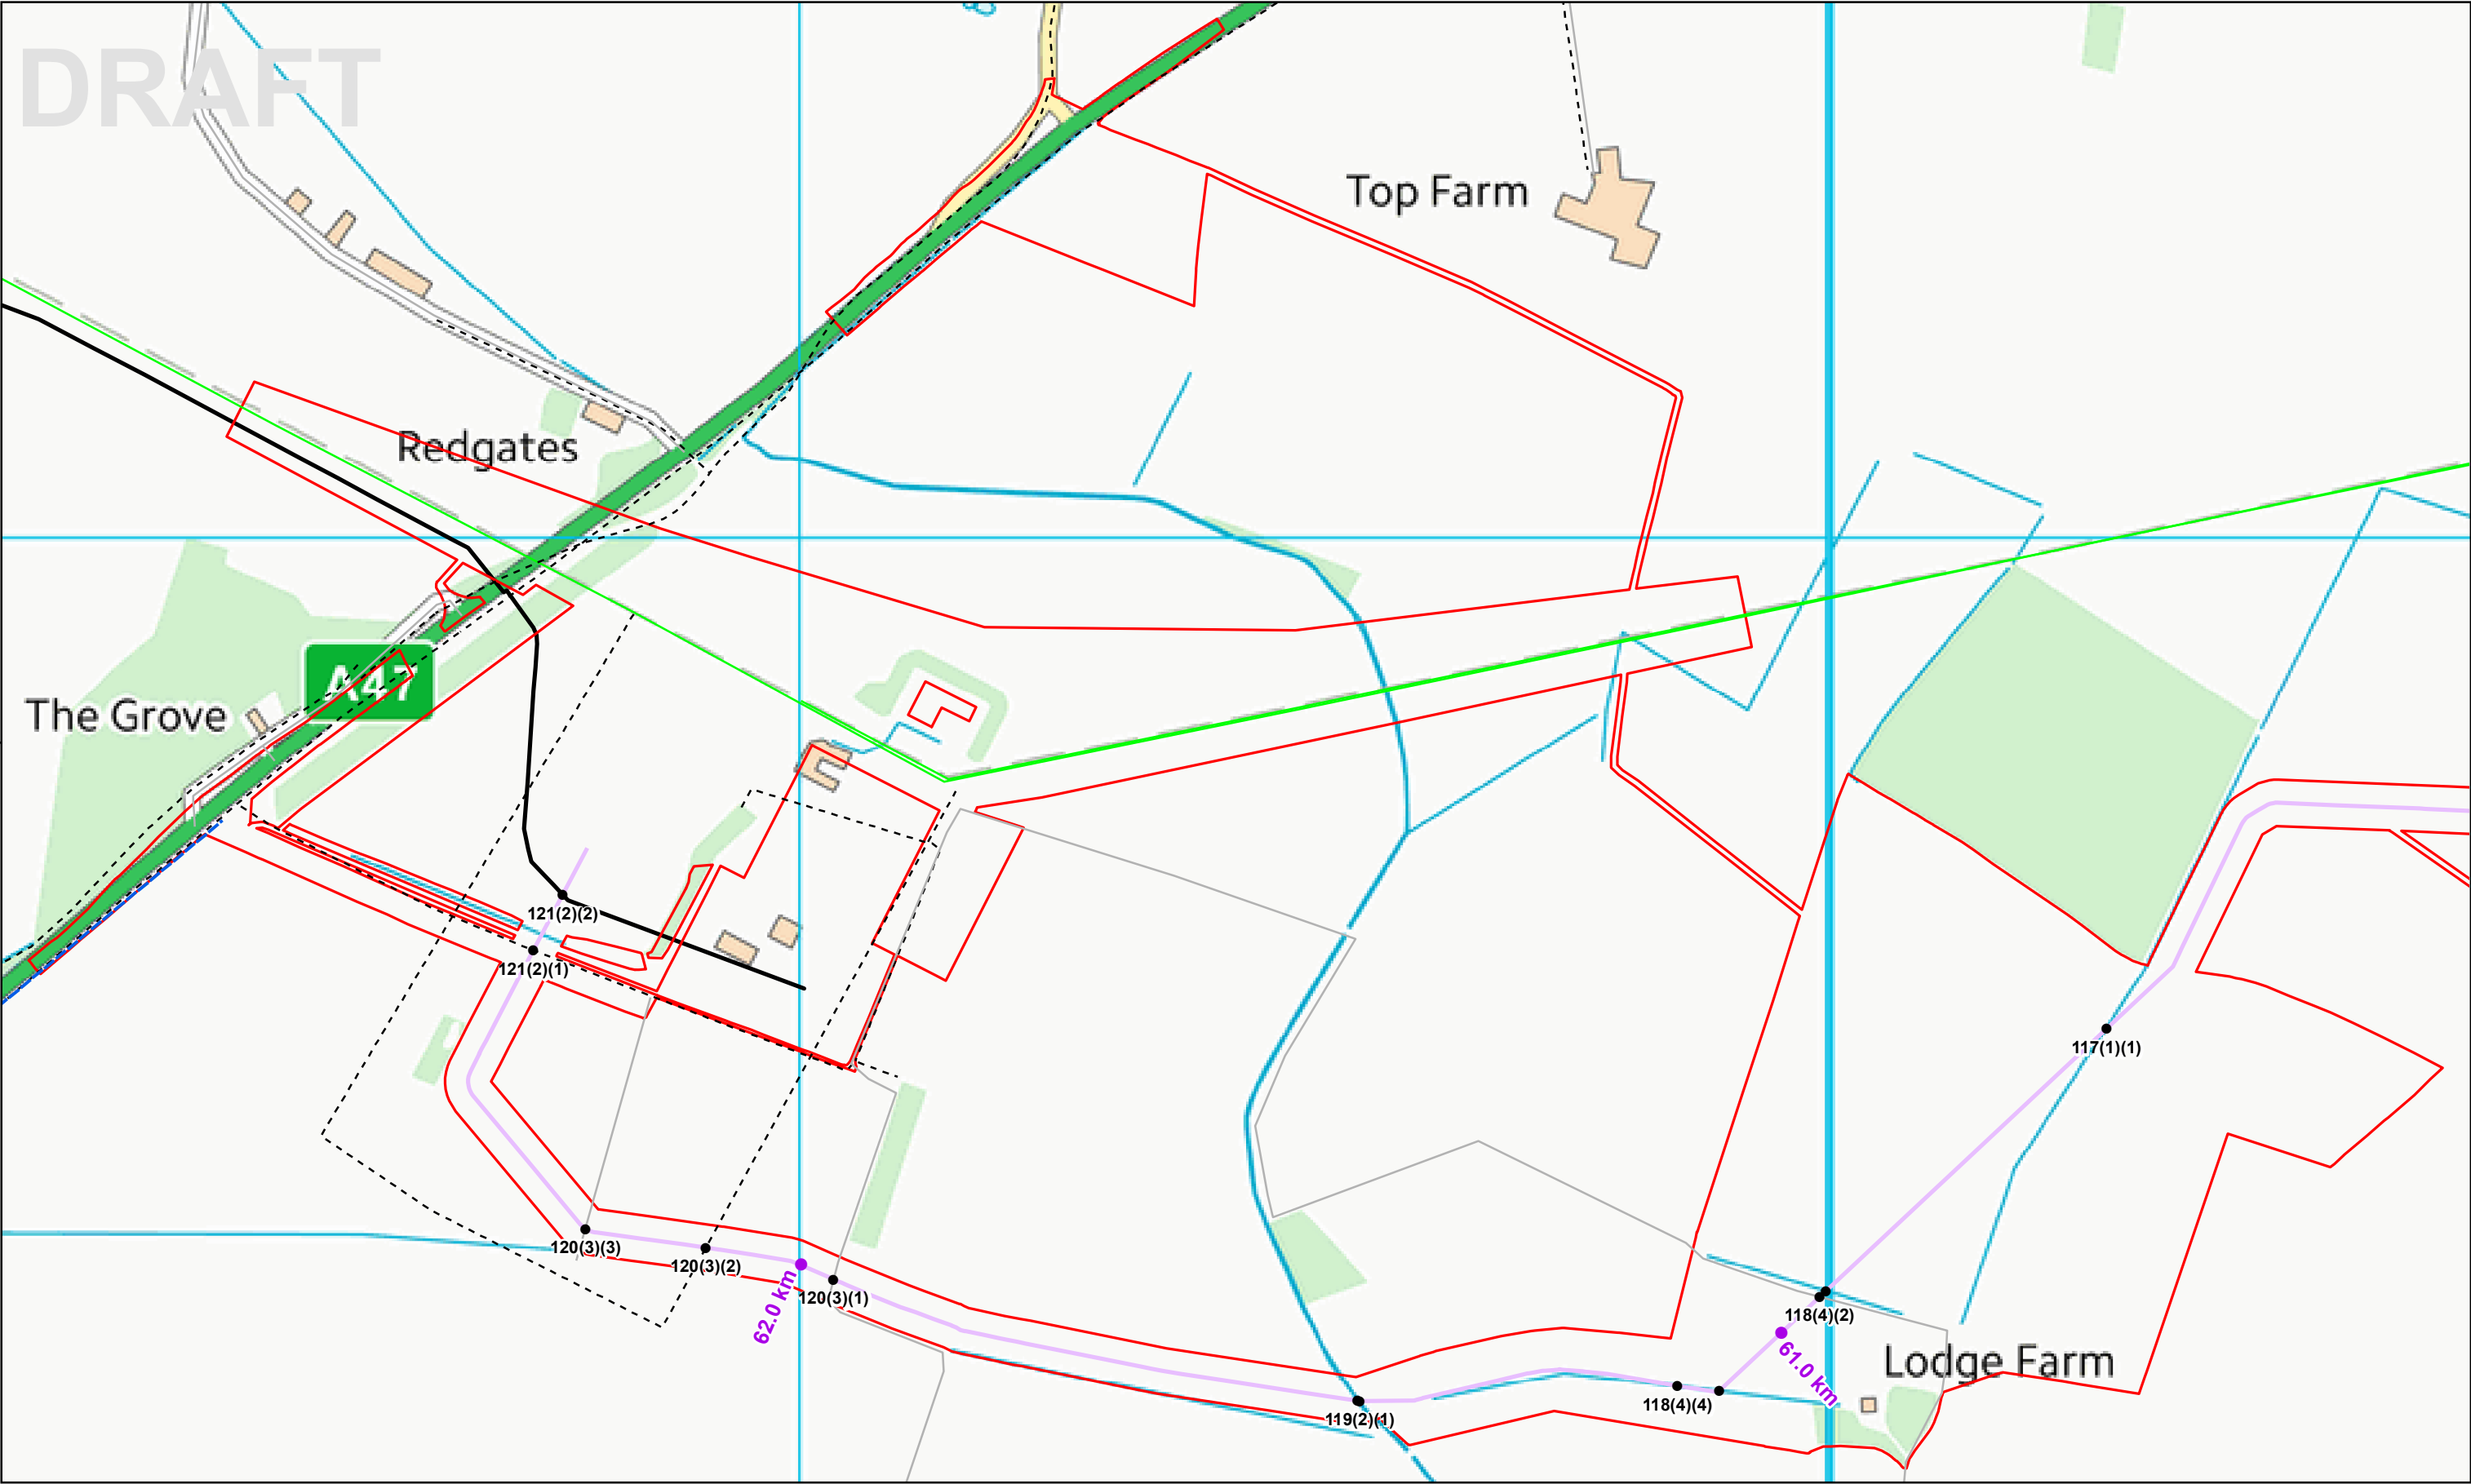 DRAFT
Top Farm
Redgates
A47
The Grove
121(2)(2)
121(2)(1)
117(1)(1)
120(3)(3)
120(3)(2)
62.0 km
120(3)(1)
118(4)(2)
61.0 km
Lodge Farm
118(4)(4)
119(2)(1)